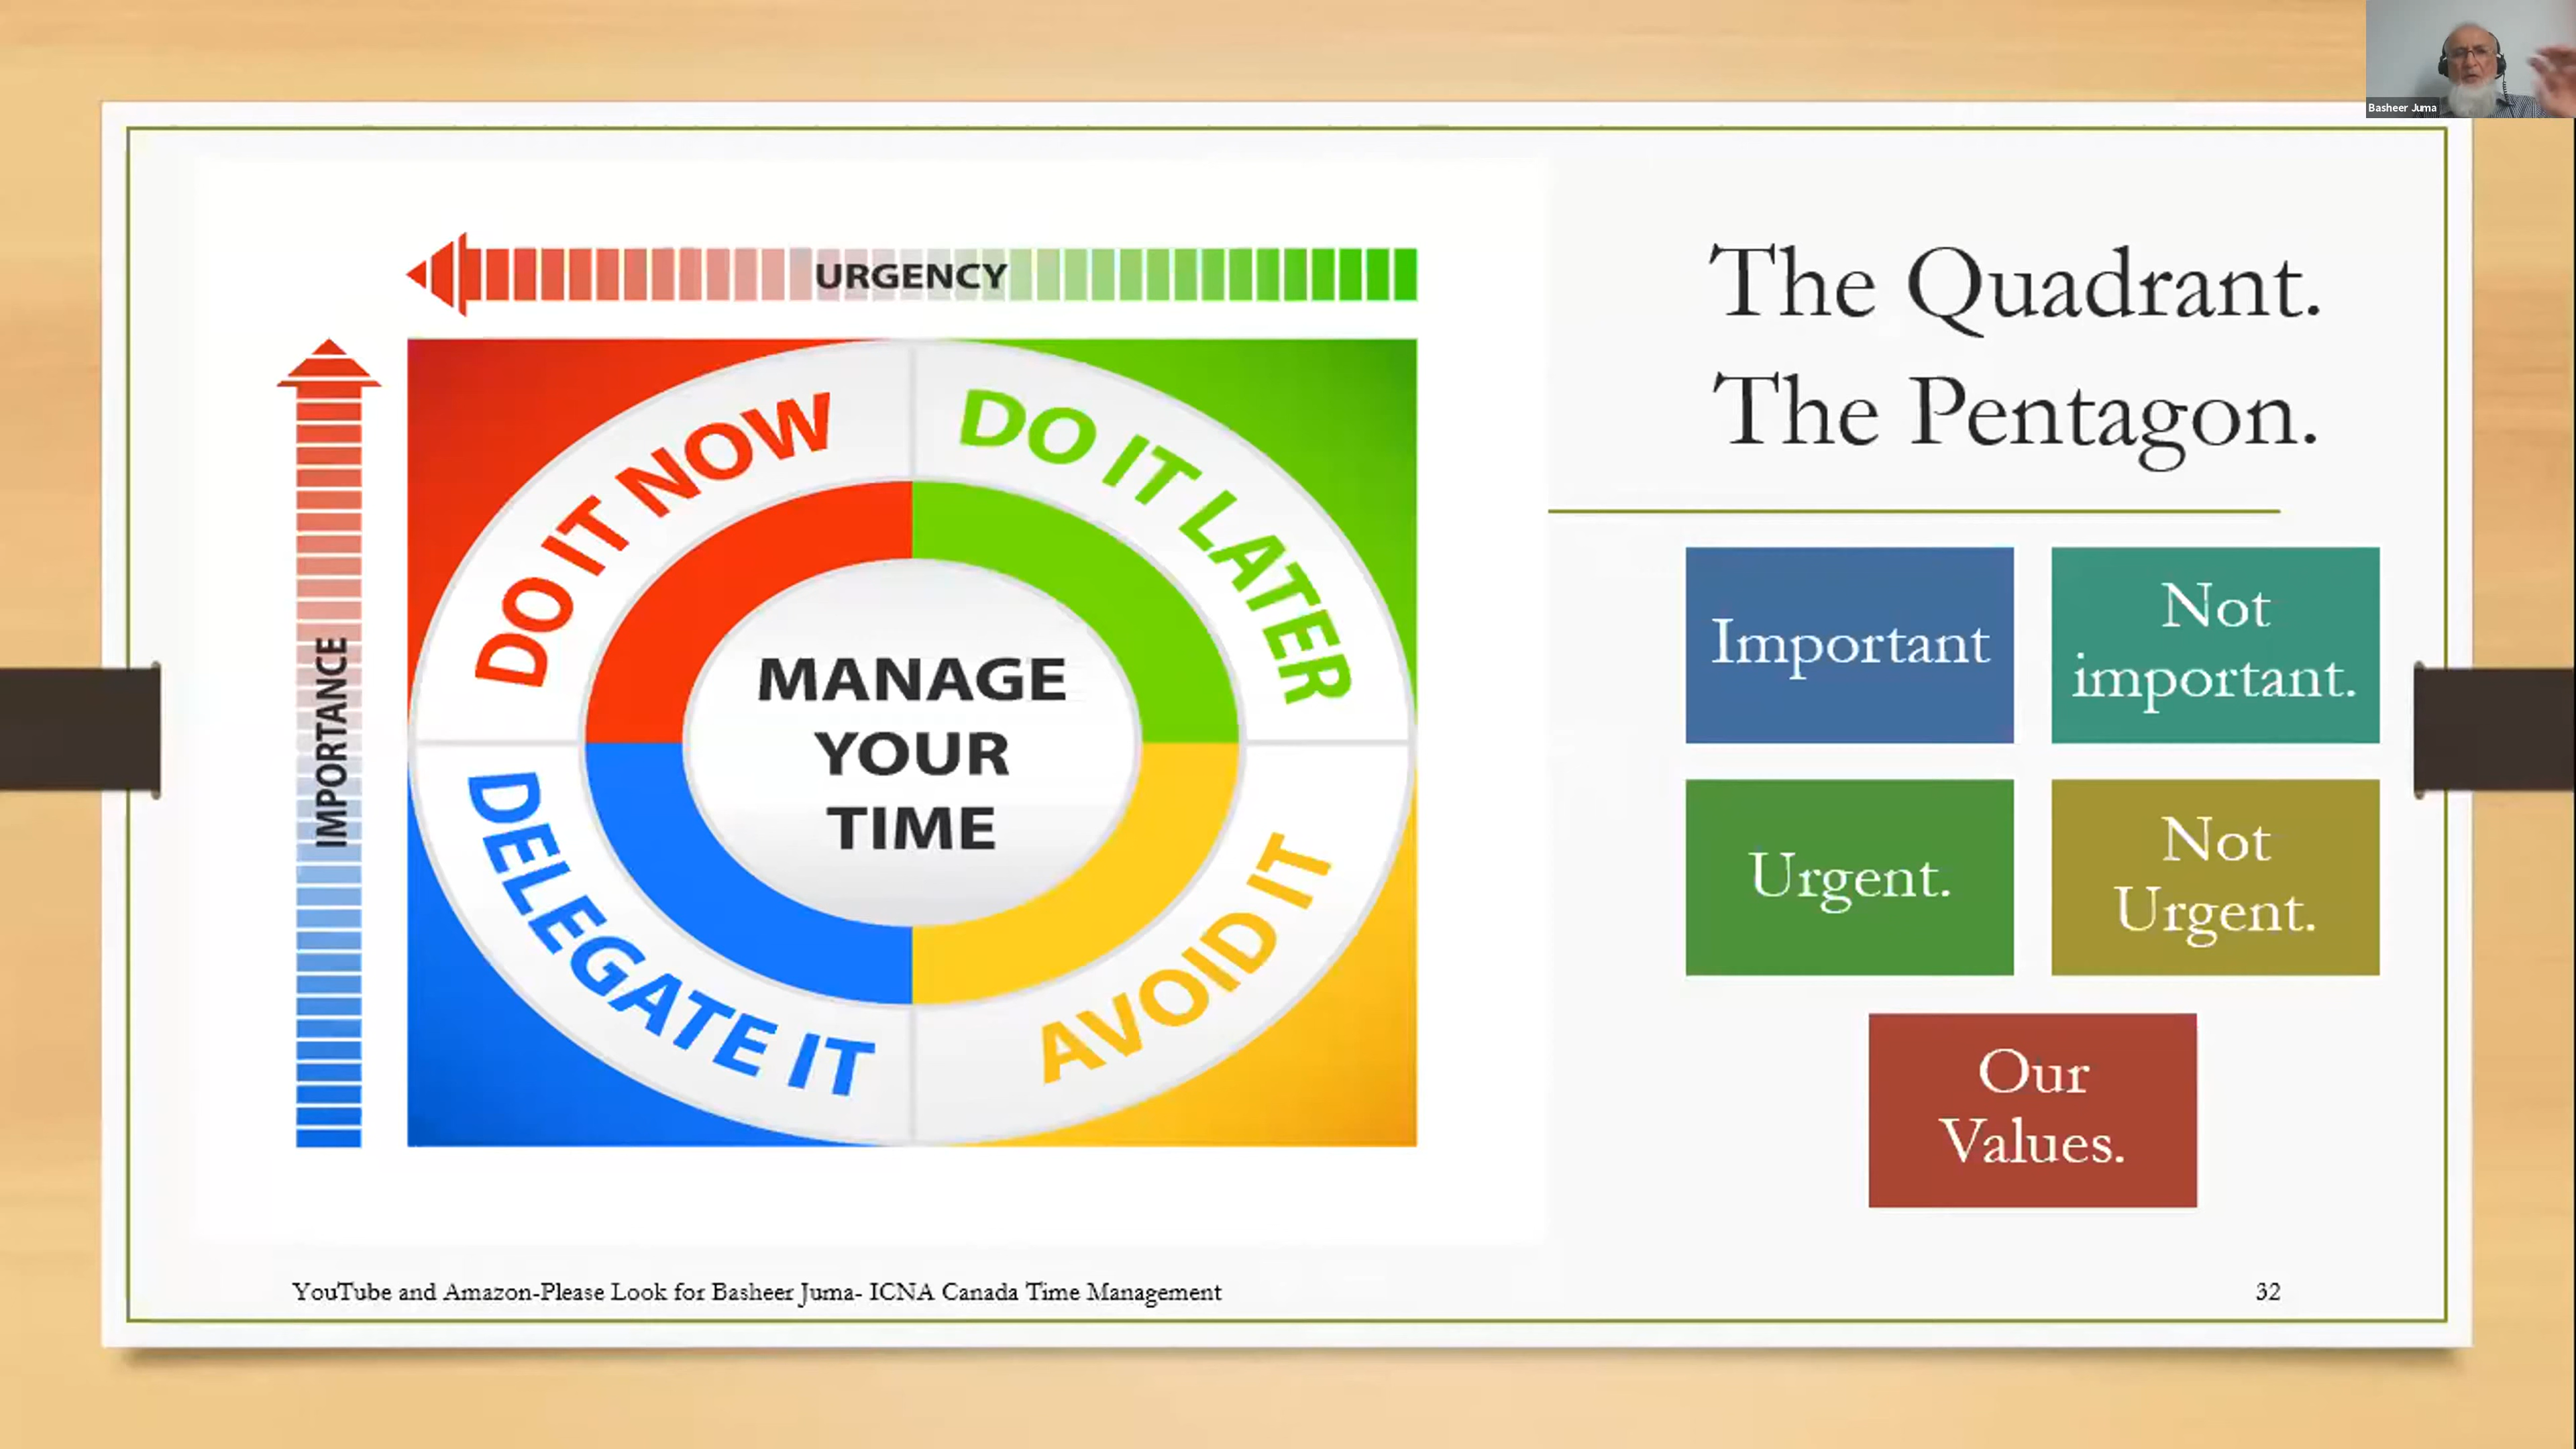 Basheer Juma
URGENCY
IMPORTANCE
DO IT NOW
DO IT LATER
MANAGE
YOUR
TIME
DELEGATE IT
AVOID IT
The Quadrant.
The Pentagon.
Important
Not
important.
Urgent.
Not
Urgent.
Our
Values.
YouTube and Amazon-Please Look for Basheer Juma- ICNA Canada Time Management
32